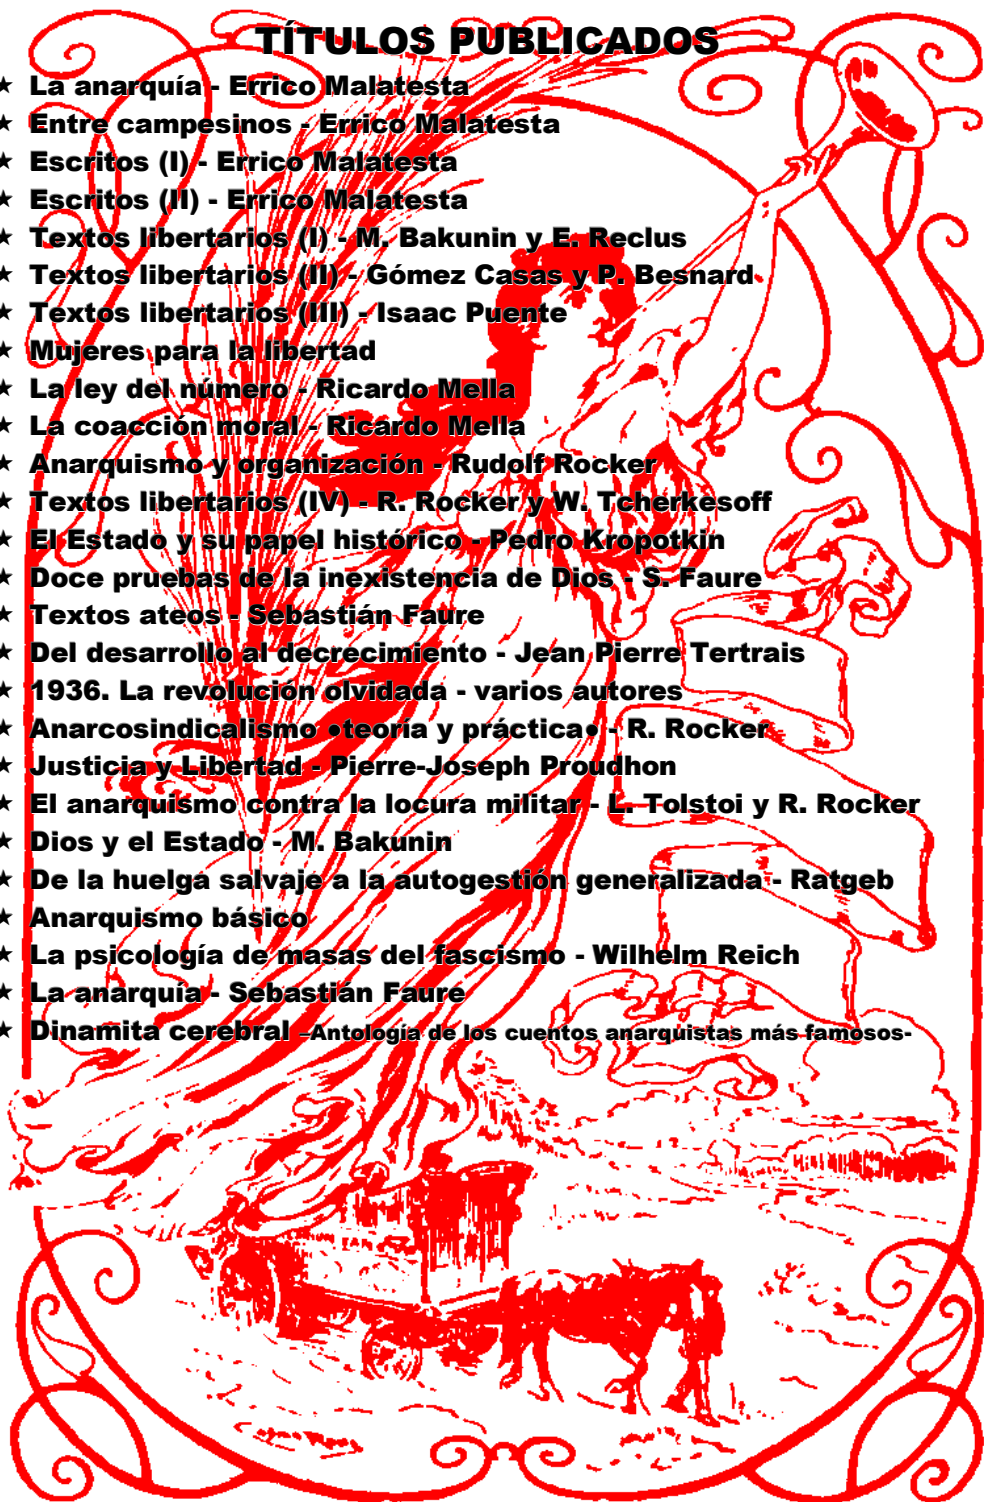 TÍTULOS PUBLICADOS
★ La anarquía - Errico Malatesta
★ Entre campesinos - Errico Malatesta
★ Escritos (I) - Errico Malatesta
★ Escritos (II) - Errico Malatesta
★ Textos libertarios (I) - M. Bakunin y E. Reclus
★ Textos libertarios (II) - Gómez Casas y P. Besnard
★ Textos libertarios (III) - Isaac Puente
★ Mujeres para la libertad
★ La ley del número - Ricardo Mella
★ La coacción moral - Ricardo Mella
★ Anarquismo y organización - Rudolf Rocker
★ Textos libertarios (IV) - R. Rocker y W. Tcherkesoff
★ El Estado y su papel histórico - Pedro Kropotkin
★ Doce pruebas de la inexistencia de Dios - S. Faure
★ Textos ateos - Sebastián Faure
★ Del desarrollo al decrecimiento - Jean Pierre Tertrais
★ 1936. La revolución olvidada - varios autores
★ Anarcosindicalismo ●teoría y práctica● - R. Rocker
★ Justicia y Libertad - Pierre-Joseph Proudhon
★ El anarquismo contra la locura militar - L. Tolstoi y R. Rocker
★ Dios y el Estado - M. Bakunin
★ De la huelga salvaje a la autogestión generalizada - Ratgeb
★ Anarquismo básico
★ La psicología de masas del fascismo - Wilhelm Reich
★ La anarquía - Sebastián Faure
★ Dinamita cerebral –Antología de los cuentos anarquistas más famosos-